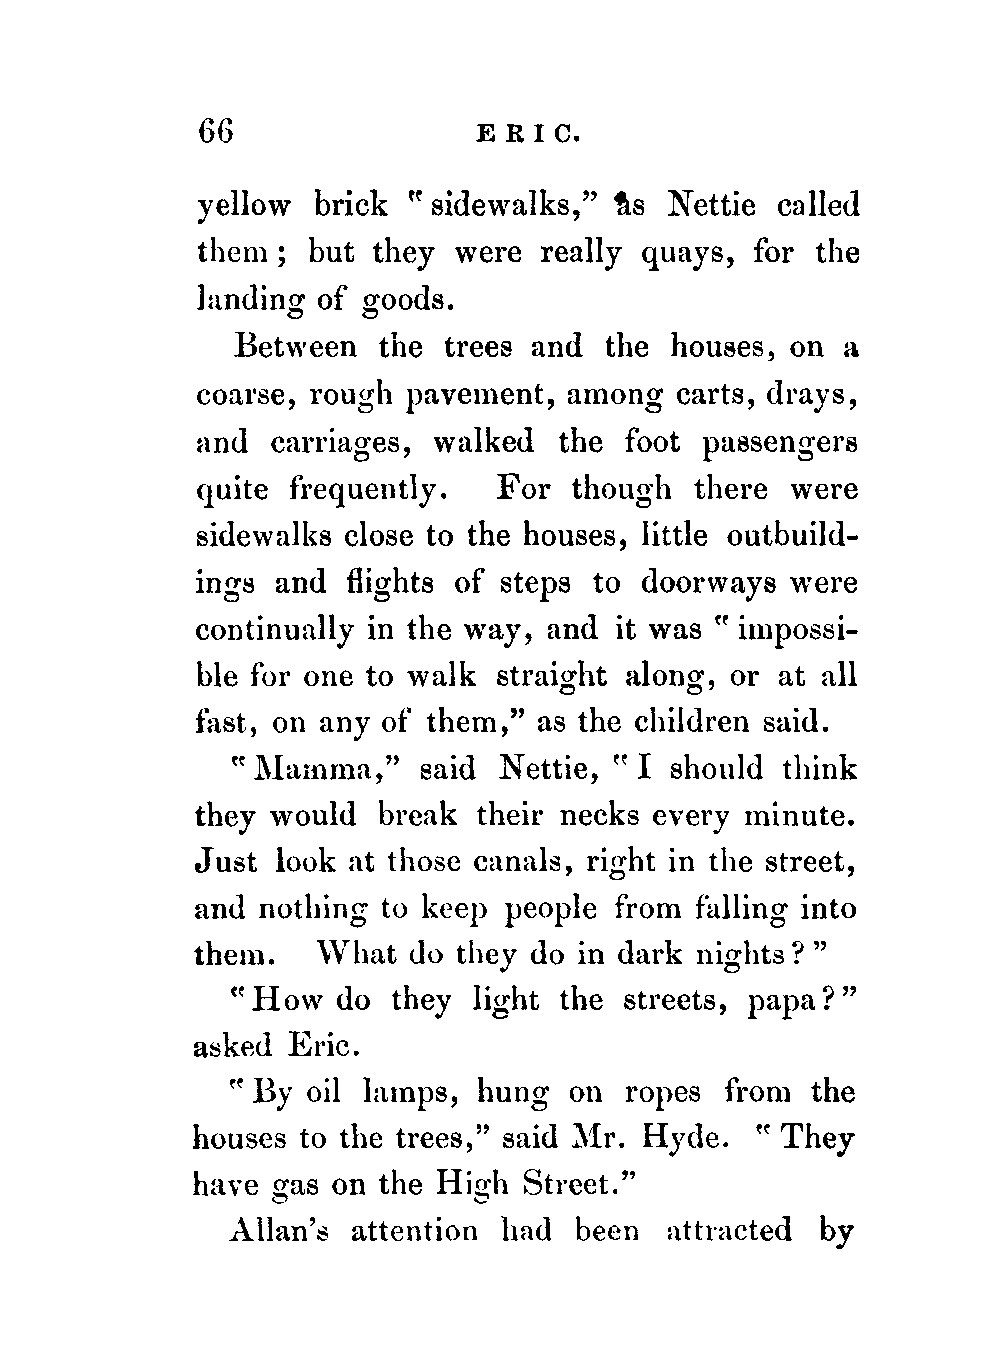 66 ERIC.
yellow brick "sidewalks," as Nettie called
them; but they were really quays, for the
landing of goods.
Between the trees and the houses, on a
coarse, rough pavement, among carts, drays,
and carriages, walked the foot passengers
quite frequently. For though there were
sidewalks close to the houses, little outbuild-
ings and flights of steps to doorways were
continually in the way, and it was "impossi-
ble for one to walk straight along, or at all
fast, on any of them," as the children said.
"Mamma," said Nettie, "I should think
they would break their necks every minute.
Just look at those canals, right in the street,
and nothing to keep people from falling into
them. What do they do in dark nights?"
"How do they light the streets, papa?"
asked Eric.
"By oil lamps, hung on ropes from the
houses to the trees," said Mr. Hyde. "They
have gas on the High Street."
Allan's attention had been attracted by